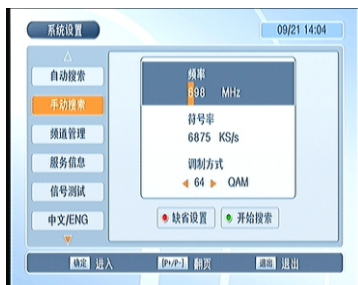 系统设置
09/21 14:04
自动搜索
手动搜索
频道管理
服务信息
信号测试
中文/ENG
频率
898 MHz
符号率
6875 KS/s
调制方式
64 QAM
缺省设置
开始搜索
确定 进入
[P+/P-] 翻页
退出 退出